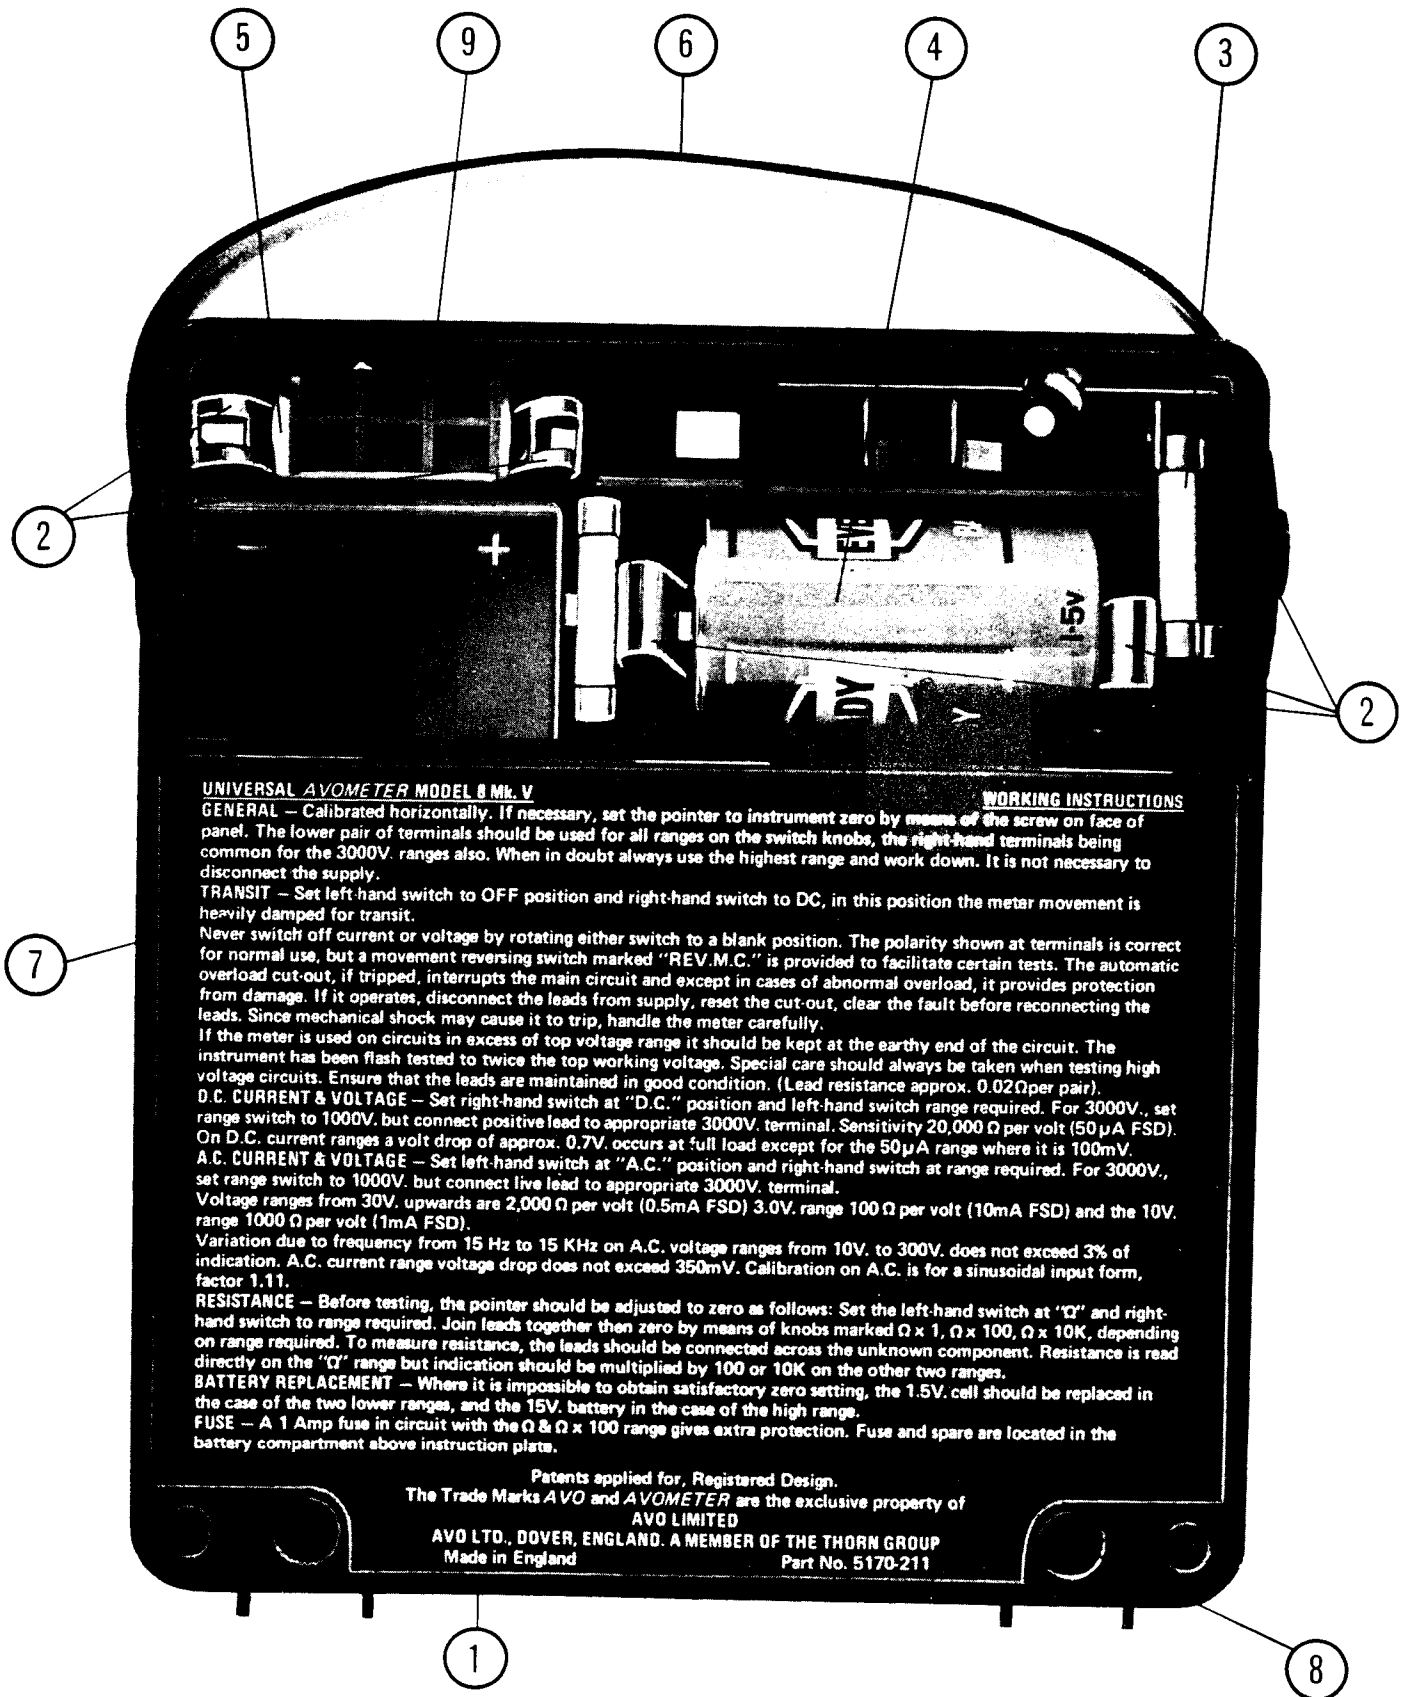 5
9
6
4
3
2
- +
1.5v
2
UNIVERSAL AVOMETER MODEL 8 Mk. V WORKING INSTRUCTIONS
GENERAL – Calibrated horizontally. If necessary, set the pointer to instrument zero by means of the screw on face of
panel. The lower pair of terminals should be used for all ranges on the switch knobs, the right-hand terminals being
common for the 3000V. ranges also. When in doubt always use the highest range and work down. It is not necessary to
disconnect the supply.
TRANSIT – Set left-hand switch to OFF position and right-hand switch to DC, in this position the meter movement is
heavily damped for transit.
Never switch off current or voltage by rotating either switch to a blank position. The polarity shown at terminals is correct
for normal use, but a movement reversing switch marked "REV.M.C." is provided to facilitate certain tests. The automatic
overload cut-out, if tripped, interrupts the main circuit and except in cases of abnormal overload, it provides protection
from damage. If it operates, disconnect the leads from supply, reset the cut-out, clear the fault before reconnecting the
leads. Since mechanical shock may cause it to trip, handle the meter carefully.
If the meter is used on circuits in excess of top voltage range it should be kept at the earthy end of the circuit. The
instrument has been flash tested to twice the top working voltage. Special care should always be taken when testing high
voltage circuits. Ensure that the leads are maintained in good condition. (Lead resistance approx. 0.02Ωper pair).
D.C. CURRENT & VOLTAGE – Set right-hand switch at "D.C." position and left-hand switch range required. For 3000V., set
range switch to 1000V. but connect positive lead to appropriate 3000V. terminal. Sensitivity 20,000 Ω per volt (50μA FSD).
On D.C. current ranges a volt drop of approx. 0.7V. occurs at full load except for the 50μA range where it is 100mV.
A.C. CURRENT & VOLTAGE – Set left-hand switch at "A.C." position and right-hand switch at range required. For 3000V.,
set range switch to 1000V. but connect live lead to appropriate 3000V. terminal.
Voltage ranges from 30V. upwards are 2,000 Ω per volt (0.5mA FSD) 3.0V. range 100 Ω per volt (10mA FSD) and the 10V.
range 1000 Ω per volt (1mA FSD).
Variation due to frequency from 15 Hz to 15 KHz on A.C. voltage ranges from 10V. to 300V. does not exceed 3% of
indication. A.C. current range voltage drop does not exceed 350mV. Calibration on A.C. is for a sinusoidal input form,
factor 1.11.
RESISTANCE – Before testing, the pointer should be adjusted to zero as follows: Set the left-hand switch at "Ω" and right-
hand switch to range required. Join leads together then zero by means of knobs marked Ω x 1, Ω x 100, Ω x 10K, depending
on range required. To measure resistance, the leads should be connected across the unknown component. Resistance is read
directly on the "Ω" range but indication should be multiplied by 100 or 10K on the other two ranges.
BATTERY REPLACEMENT – Where it is impossible to obtain satisfactory zero setting, the 1.5V. cell should be replaced in
the case of the two lower ranges, and the 15V. battery in the case of the high range.
FUSE – A 1 Amp fuse in circuit with the Ω & Ω x 100 range gives extra protection. Fuse and spare are located in the
battery compartment above instruction plate.
Patents applied for, Registered Design.
The Trade Marks AVO and AVOMETER are the exclusive property of
AVO LIMITED
AVO LTD., DOVER, ENGLAND. A MEMBER OF THE THORN GROUP
Made in England Part No. 5170-211
7
1
8